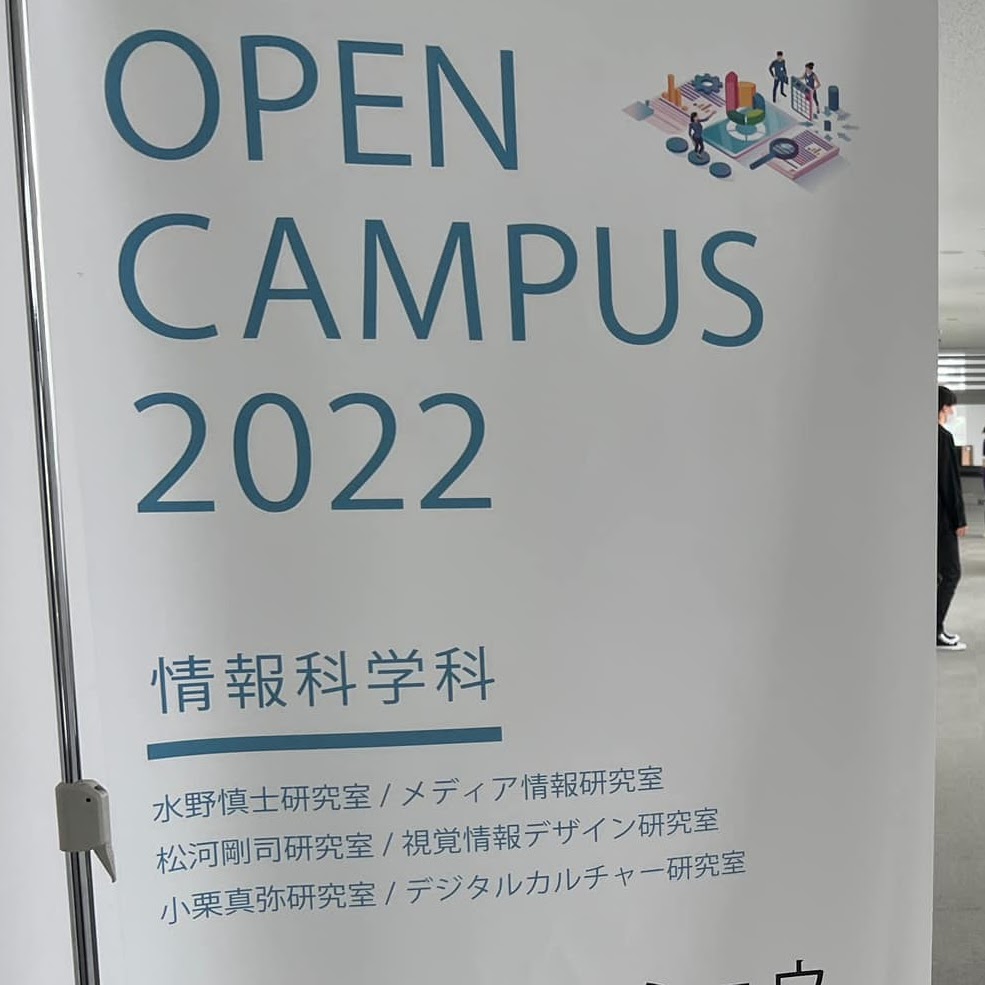 OPEN
CAMPUS
2022
情報科学科
水野慎士研究室 / メディア情報研究室
松河剛司研究室 / 視覚情報デザイン研究室
小栗真弥研究室 / デジタルカルチャー研究室